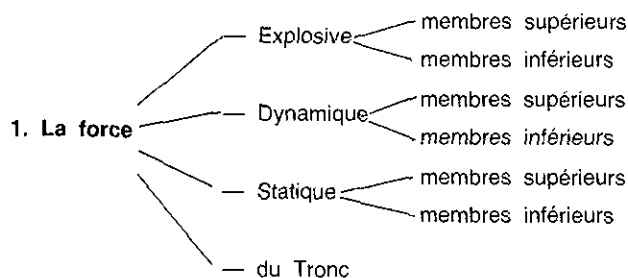 — Explosive
membres supérieurs
membres inférieurs
1. La force
— Dynamique
membres supérieurs
membres inférieurs
— Statique
membres supérieurs
membres inférieurs
— du Tronc